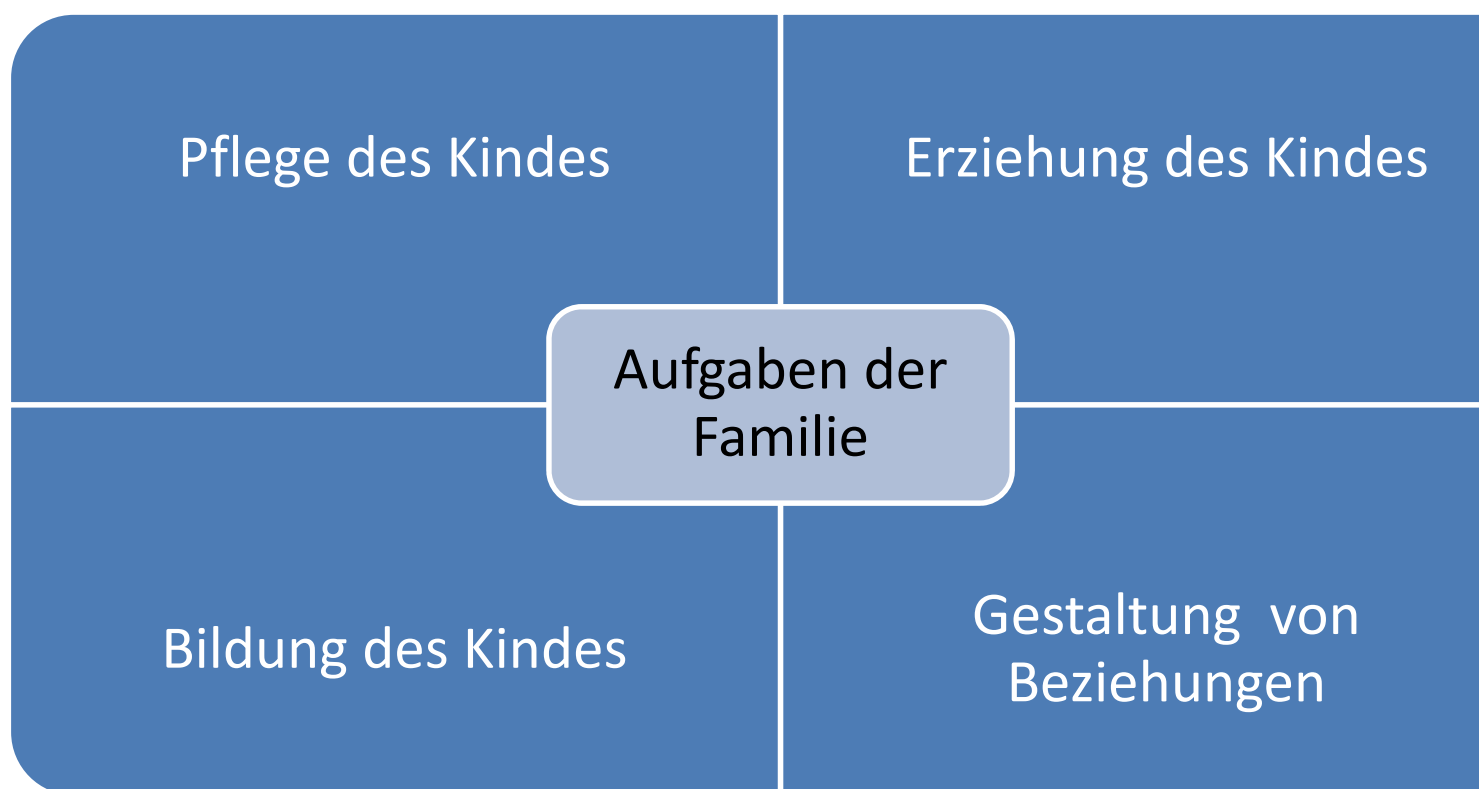 Pflege des Kindes
Erziehung des Kindes
Aufgaben der
Familie
Bildung des Kindes
Gestaltung  von
Beziehungen